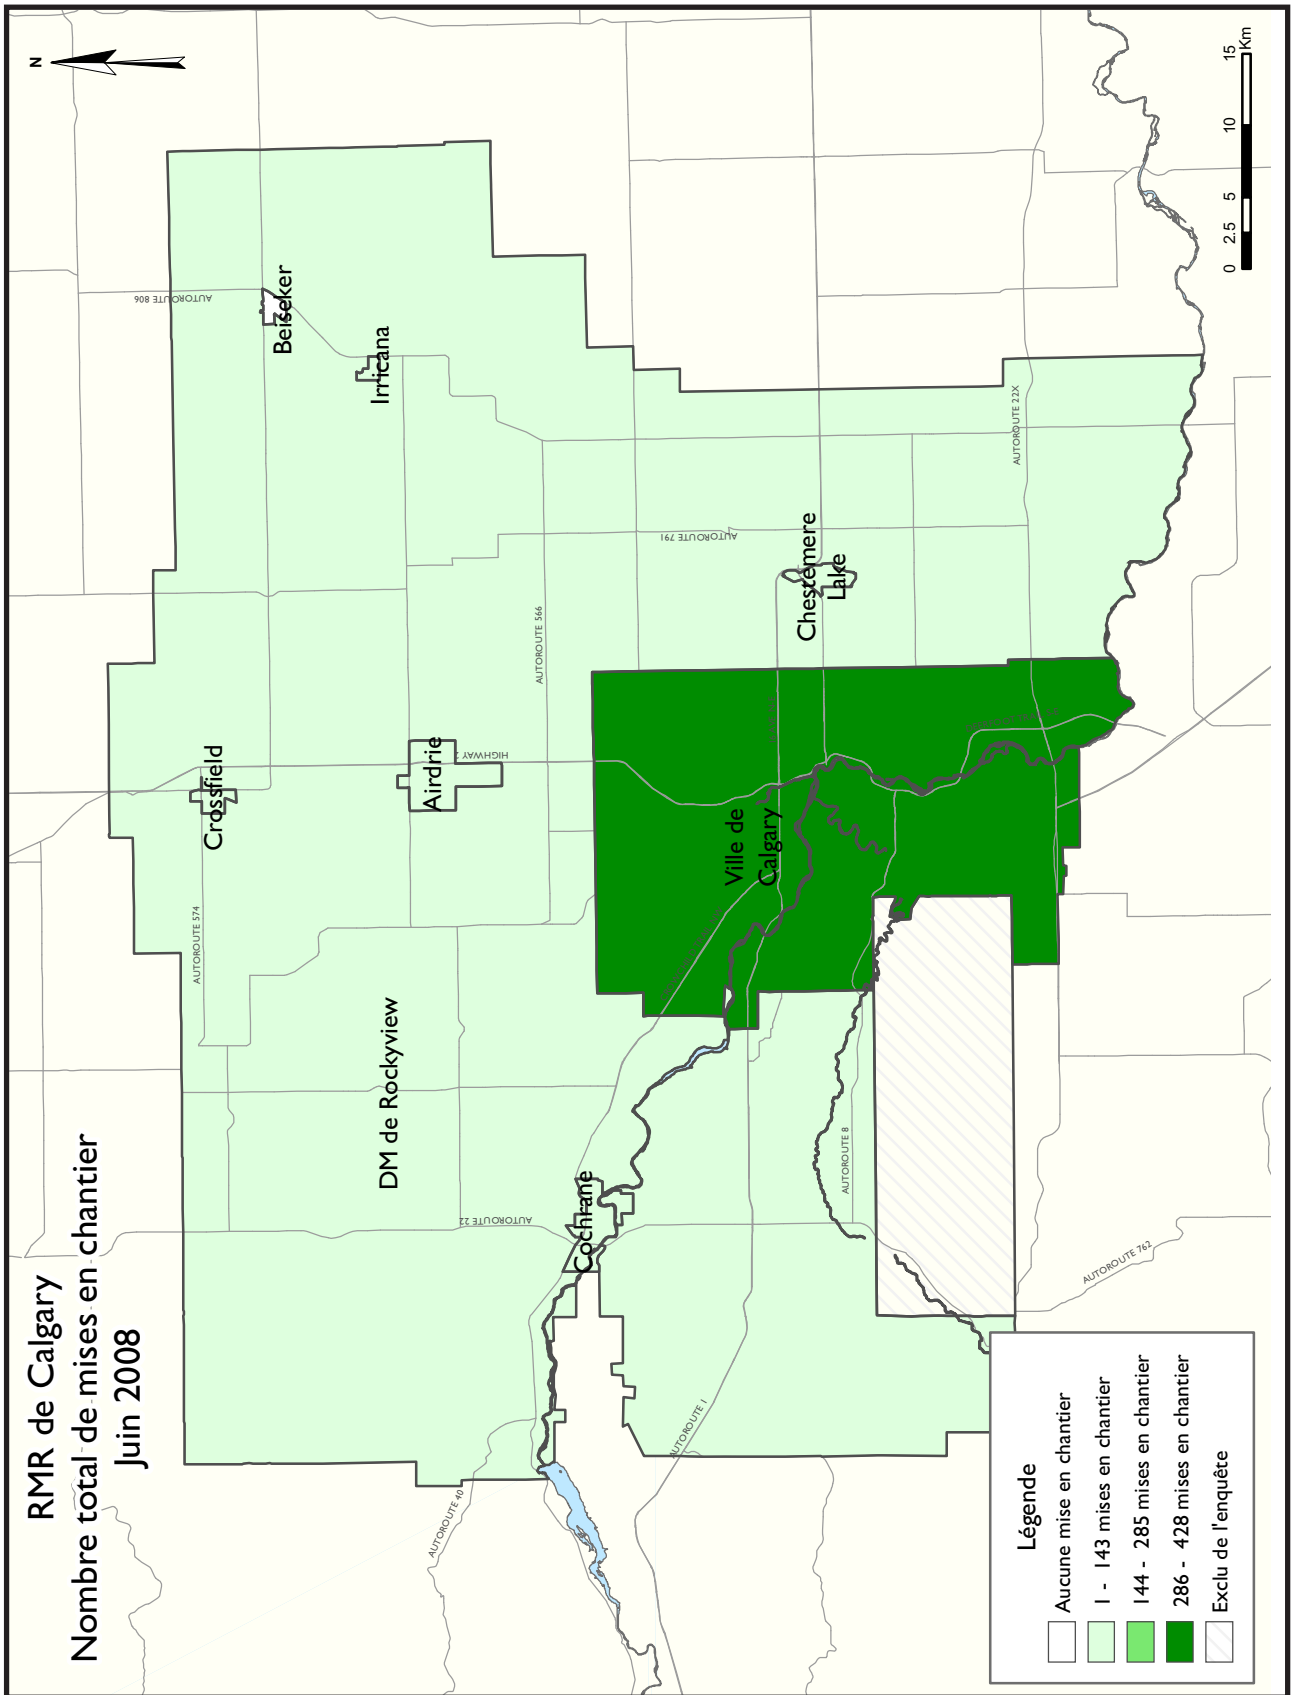 RMR de Calgary
Nombre total de mises en chantier
Juin 2008
N
AUTOROUTE 806
Beiseker
Irricana
Crossfield
AUTOROUTE 574
Airdrie
HIGHWAY 2
AUTOROUTE 566
DM de Rockyview
AUTOROUTE 22
Cochrane
AUTOROUTE 40
AUTOROUTE 1
AUTOROUTE 791
Chestemere
Lake
Ville de
Calgary
AUTOROUTE 8
AUTOROUTE 22X
AUTOROUTE 762
Légende
Aucune mise en chantier
1 - 143 mises en chantier
144 - 285 mises en chantier
286 - 428 mises en chantier
Exclu de l'enquête
0 2.5 5 10 15
Km